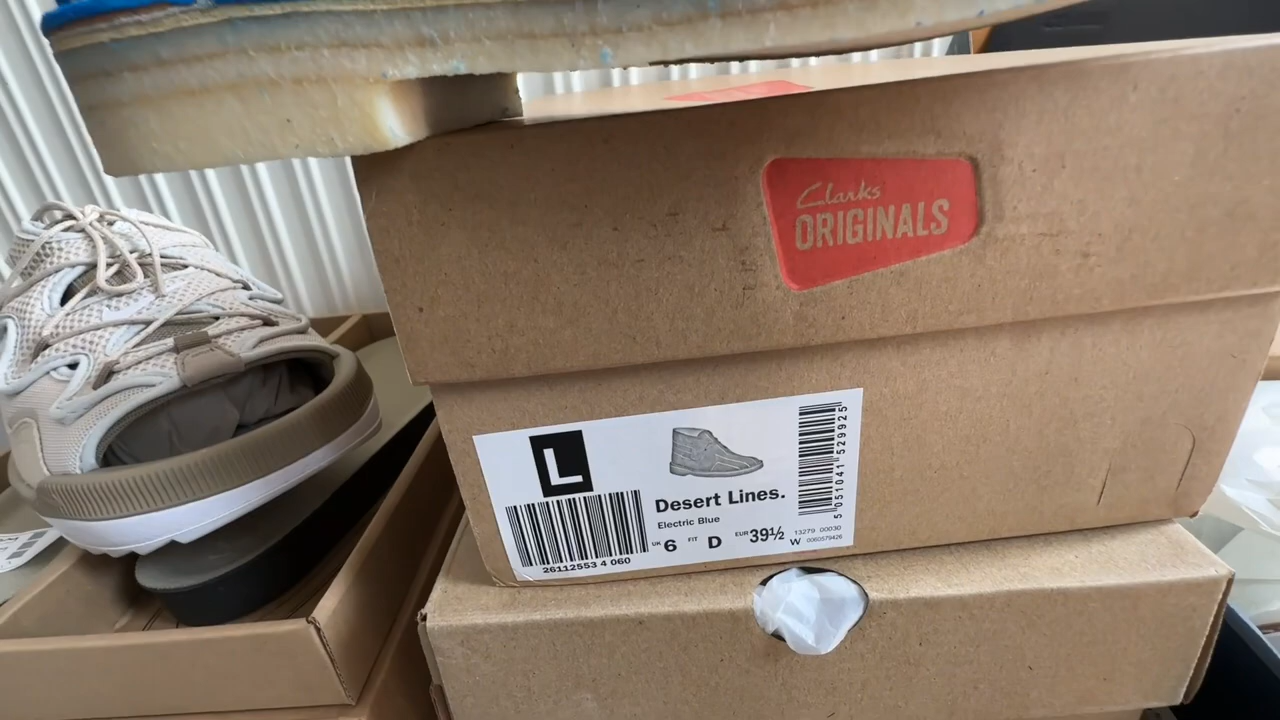 Clarks
ORIGINALS
L
Desert Lines.
Electric Blue
UK 6 FIT D EUR 39½
26112553 4 060
5 051041 529925
13279 00030
W 0060579426